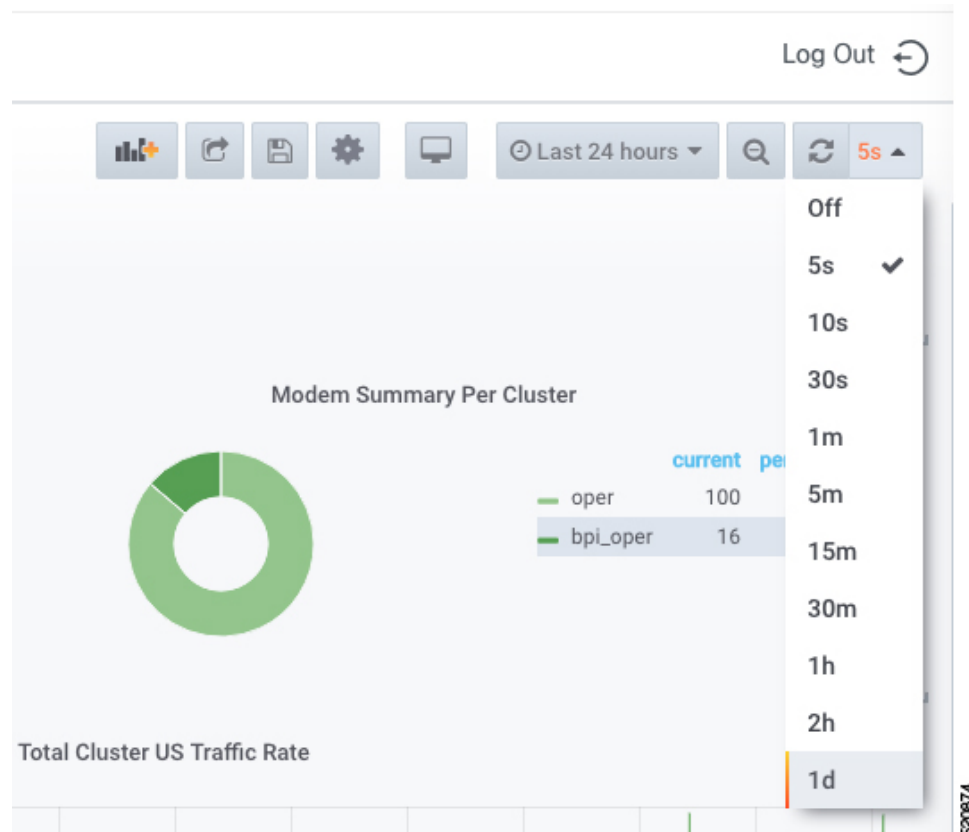 Log Out
Last 24 hours
5s
Off
5s
10s
30s
1m
5m
15m
30m
1h
2h
1d
Modem Summary Per Cluster
current
oper 100
bpi_oper 16
Total Cluster US Traffic Rate